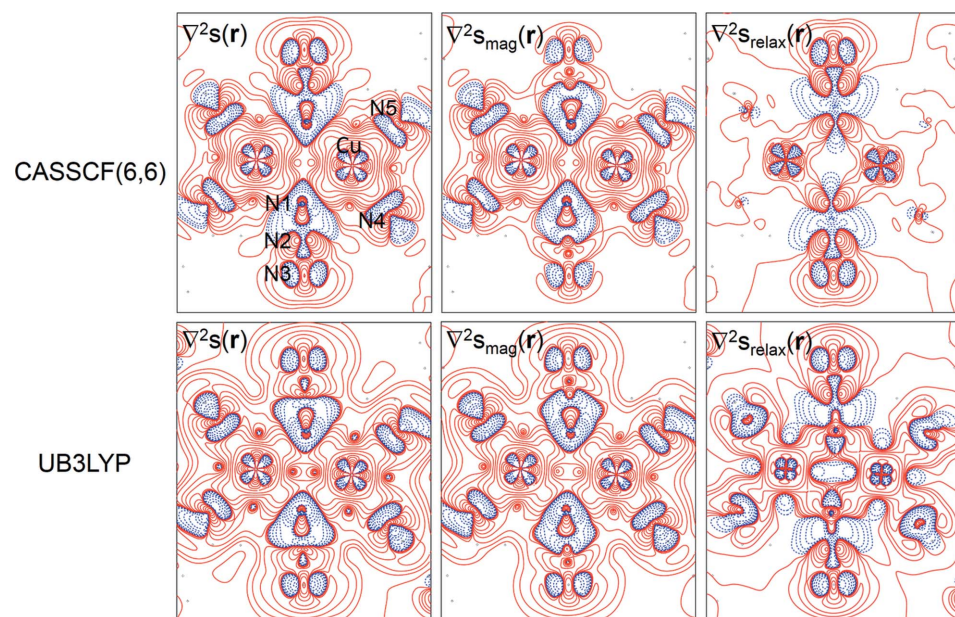 ∇²s(r)
∇²s_mag(r)
∇²s_relax(r)
CASSCF(6,6)
N5
Cu
N1
N4
N2
N3
∇²s(r)
∇²s_mag(r)
∇²s_relax(r)
UB3LYP